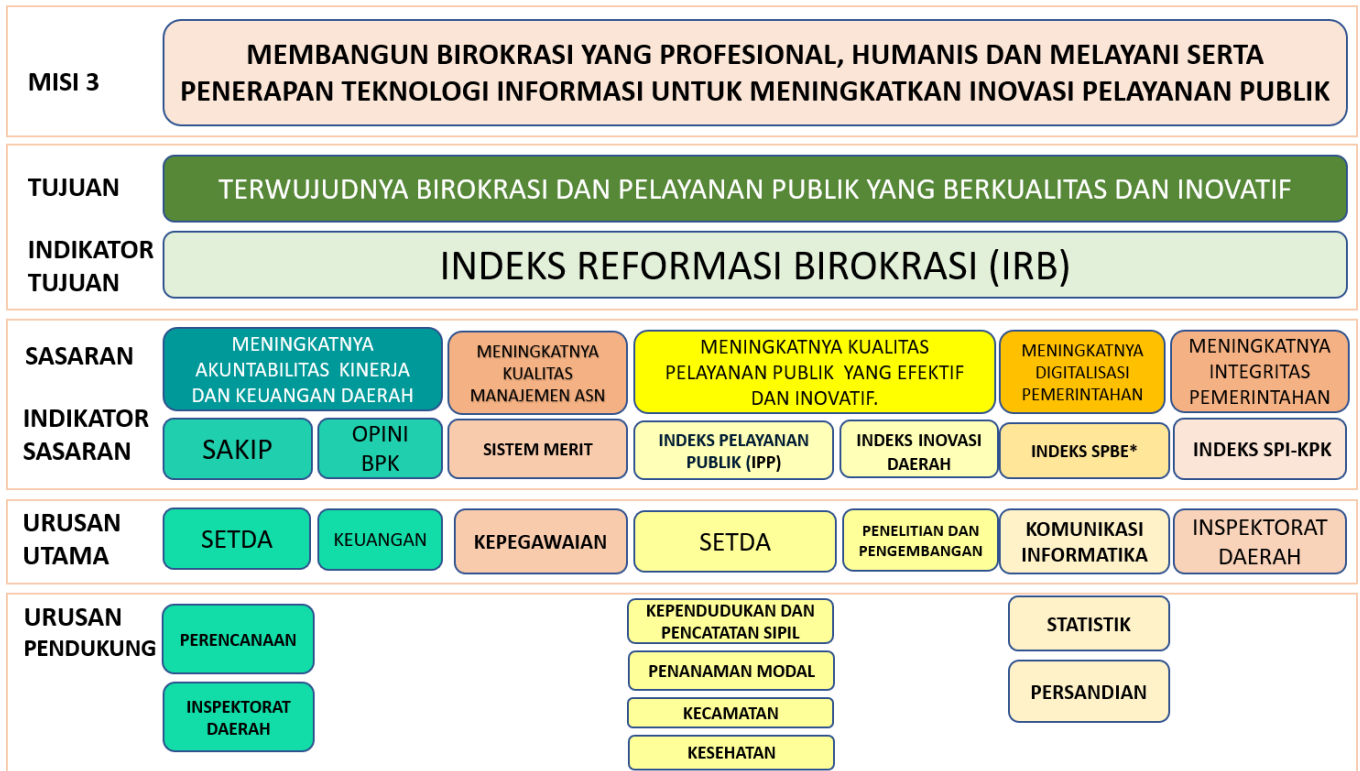 MISI 3
MEMBANGUN BIROKRASI YANG PROFESIONAL, HUMANIS DAN MELAYANI SERTA
PENERAPAN TEKNOLOGI INFORMASI UNTUK MENINGKATKAN INOVASI PELAYANAN PUBLIK
TUJUAN
TERWUJUDNYA BIROKRASI DAN PELAYANAN PUBLIK YANG BERKUALITAS DAN INOVATIF
INDIKATOR
TUJUAN
INDEKS REFORMASI BIROKRASI (IRB)
SASARAN
MENINGKATNYA
AKUNTABILITAS KINERJA
DAN KEUANGAN DAERAH
MENINGKATNYA
KUALITAS
MANAJEMEN ASN
MENINGKATNYA KUALITAS
PELAYANAN PUBLIK YANG EFEKTIF
DAN INOVATIF.
MENINGKATNYA
DIGITALISASI
PEMERINTAHAN
MENINGKATNYA
INTEGRITAS
PEMERINTAHAN
INDIKATOR
SASARAN
SAKIP
OPINI
BPK
SISTEM MERIT
INDEKS PELAYANAN
PUBLIK (IPP)
INDEKS INOVASI
DAERAH
INDEKS SPBE*
INDEKS SPI-KPK
URUSAN
UTAMA
SETDA
KEUANGAN
KEPEGAWAIAN
SETDA
PENELITIAN DAN
PENGEMBANGAN
KOMUNIKASI
INFORMATIKA
INSPEKTORAT
DAERAH
URUSAN
PENDUKUNG
PERENCANAAN
INSPEKTORAT
DAERAH
KEPENDUDUKAN DAN
PENCATATAN SIPIL
PENANAMAN MODAL
KECAMATAN
KESEHATAN
STATISTIK
PERSANDIAN